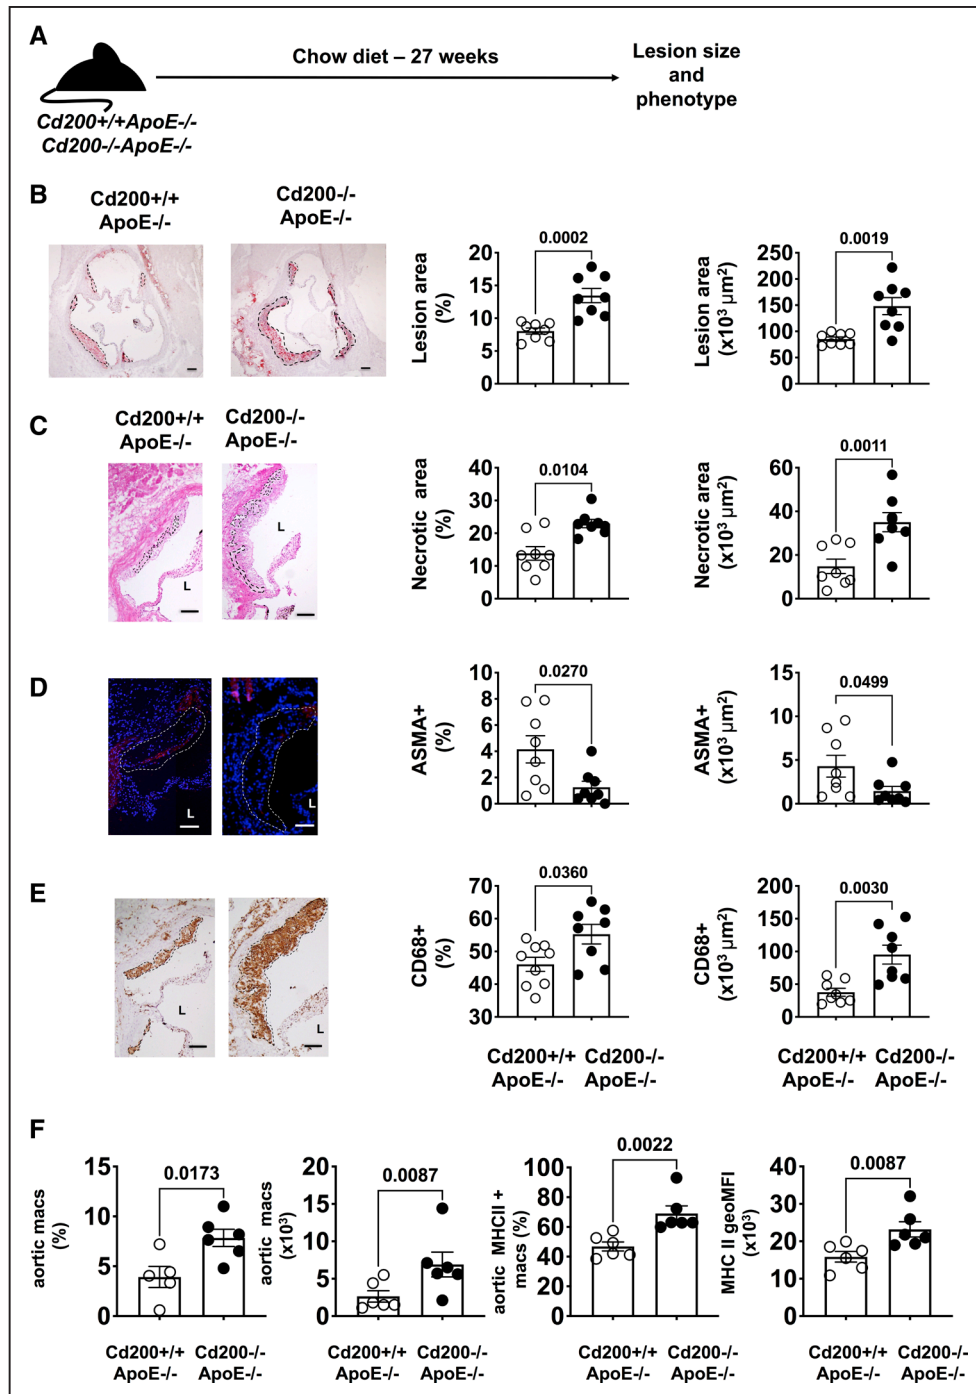 A
Chow diet – 27 weeks
Lesion size
and
phenotype
Cd200+/+ApoE-/-
Cd200-/-ApoE-/-
B
Cd200+/+
ApoE-/-
Cd200-/-
ApoE-/-
Lesion area
(%)
20
15
10
5
0
0.0002
Lesion area
(x10³ µm²)
250
200
150
100
50
0
0.0019
C
Cd200+/+
ApoE-/-
Cd200-/-
ApoE-/-
L
L
Necrotic area
(%)
40
30
20
10
0
0.0104
Necrotic area
(x10³ µm²)
60
40
20
0
0.0011
D
L
L
ASMA+
(%)
10
8
6
4
2
0
0.0270
ASMA+
(x10³ µm²)
15
10
5
0
0.0499
E
L
L
CD68+
(%)
70
60
50
40
30
0.0360
CD68+
(x10³ µm²)
200
150
100
50
0
0.0030
Cd200+/+
ApoE-/-
Cd200-/-
ApoE-/-
Cd200+/+
ApoE-/-
Cd200-/-
ApoE-/-
F
aortic macs
(%)
15
10
5
0
0.0173
Cd200+/+
ApoE-/-
Cd200-/-
ApoE-/-
aortic macs
(x10³)
20
15
10
5
0
0.0087
Cd200+/+
ApoE-/-
Cd200-/-
ApoE-/-
aortic MHCII +
macs (%)
100
80
60
40
20
0
0.0022
Cd200+/+
ApoE-/-
Cd200-/-
ApoE-/-
MHC II geoMFI
(x10³)
40
30
20
10
0
0.0087
Cd200+/+
ApoE-/-
Cd200-/-
ApoE-/-